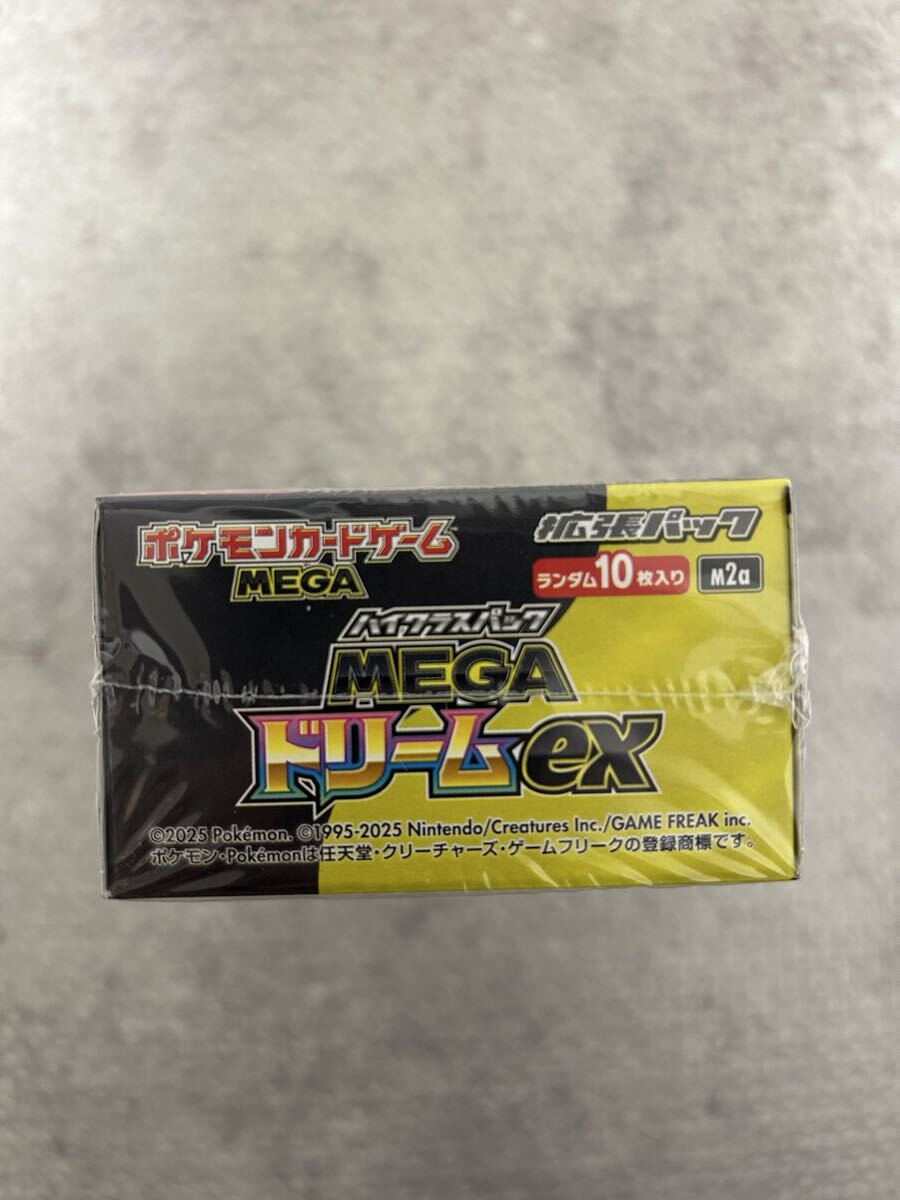 ポケモンカードゲーム
MEGA
拡張パック
ランダム10枚入り
M2a
ハイクラスパック
MEGA
ドリームex
©2025 Pokémon. ©1995-2025 Nintendo/Creatures Inc./GAME FREAK inc.
ポケモン・Pokémonは任天堂・クリーチャーズ・ゲームフリークの登録商標です。